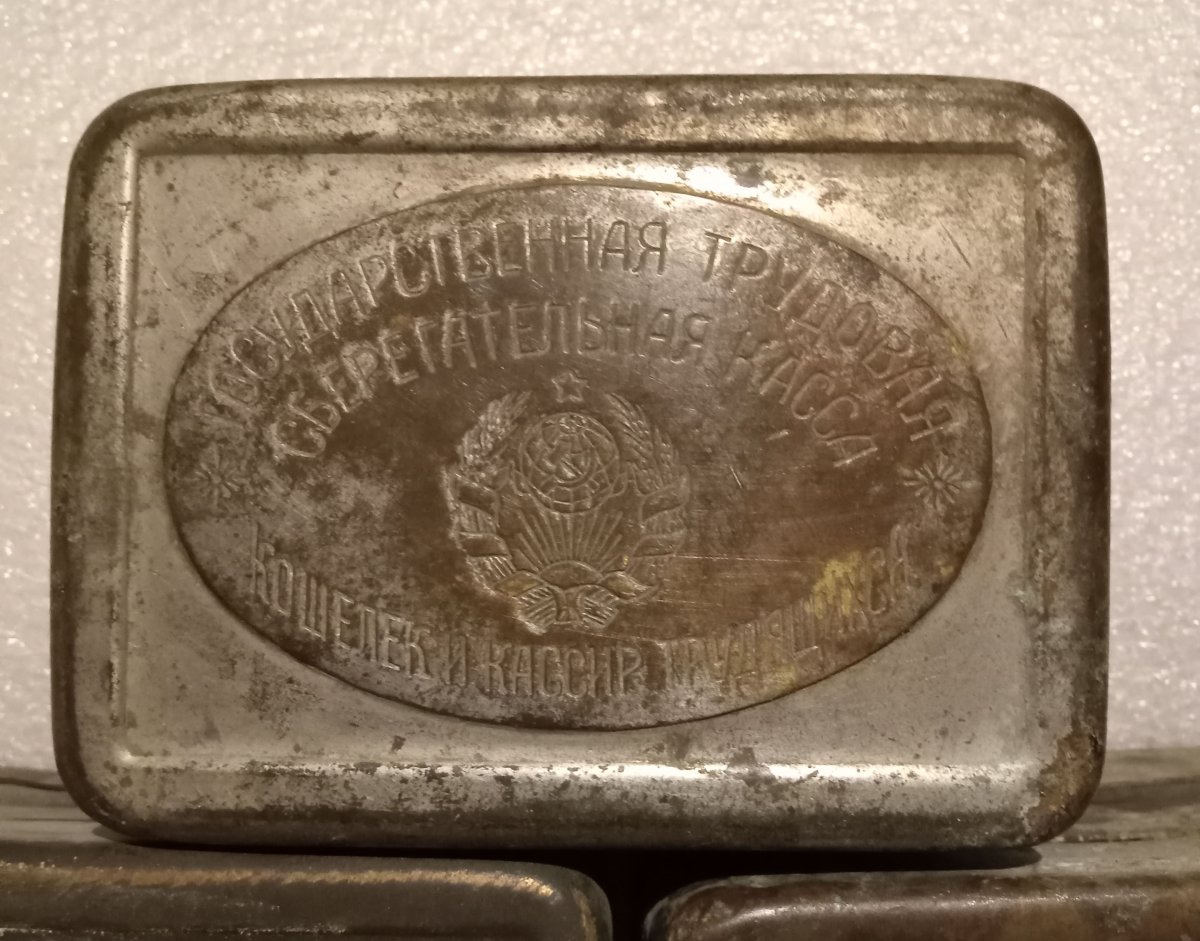 ГОСУДАРСТВЕННАЯ ТРУДОВАЯ
СБЕРЕГАТЕЛЬНАЯ КАССА
КОШЕЛЕК И КАССИР ТРУДЯЩИХСЯ